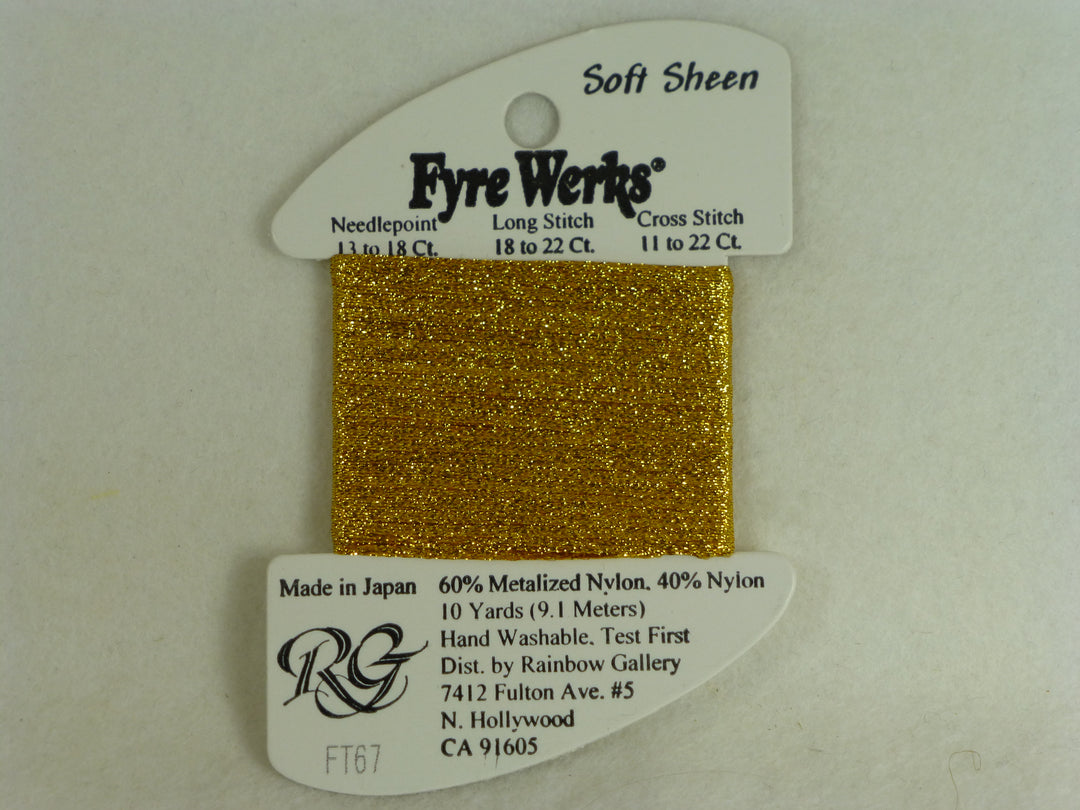 Soft Sheen
Fyre Werks®
Needlepoint Long Stitch Cross Stitch
13 to 18 Ct. 18 to 22 Ct. 11 to 22 Ct.
Made in Japan 60% Metalized Nylon, 40% Nylon
10 Yards (9.1 Meters)
Hand Washable. Test First
Dist. by Rainbow Gallery
7412 Fulton Ave. #5
N. Hollywood
CA 91605
RG
FT67